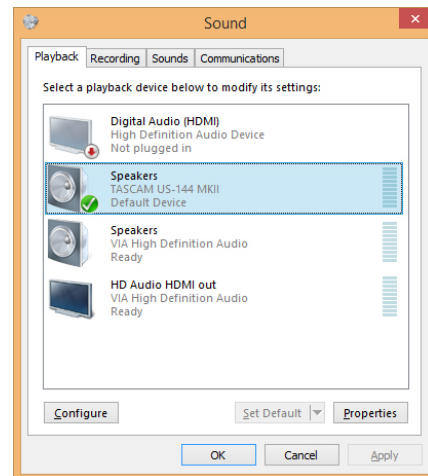 Sound
Playback Recording Sounds Communications
Select a playback device below to modify its settings:
Digital Audio (HDMI)
High Definition Audio Device
Not plugged in
Speakers
TASCAM US-144 MKII
Default Device
Speakers
VIA High Definition Audio
Ready
HD Audio HDMI out
VIA High Definition Audio
Ready
Configure Set Default Properties
OK Cancel Apply